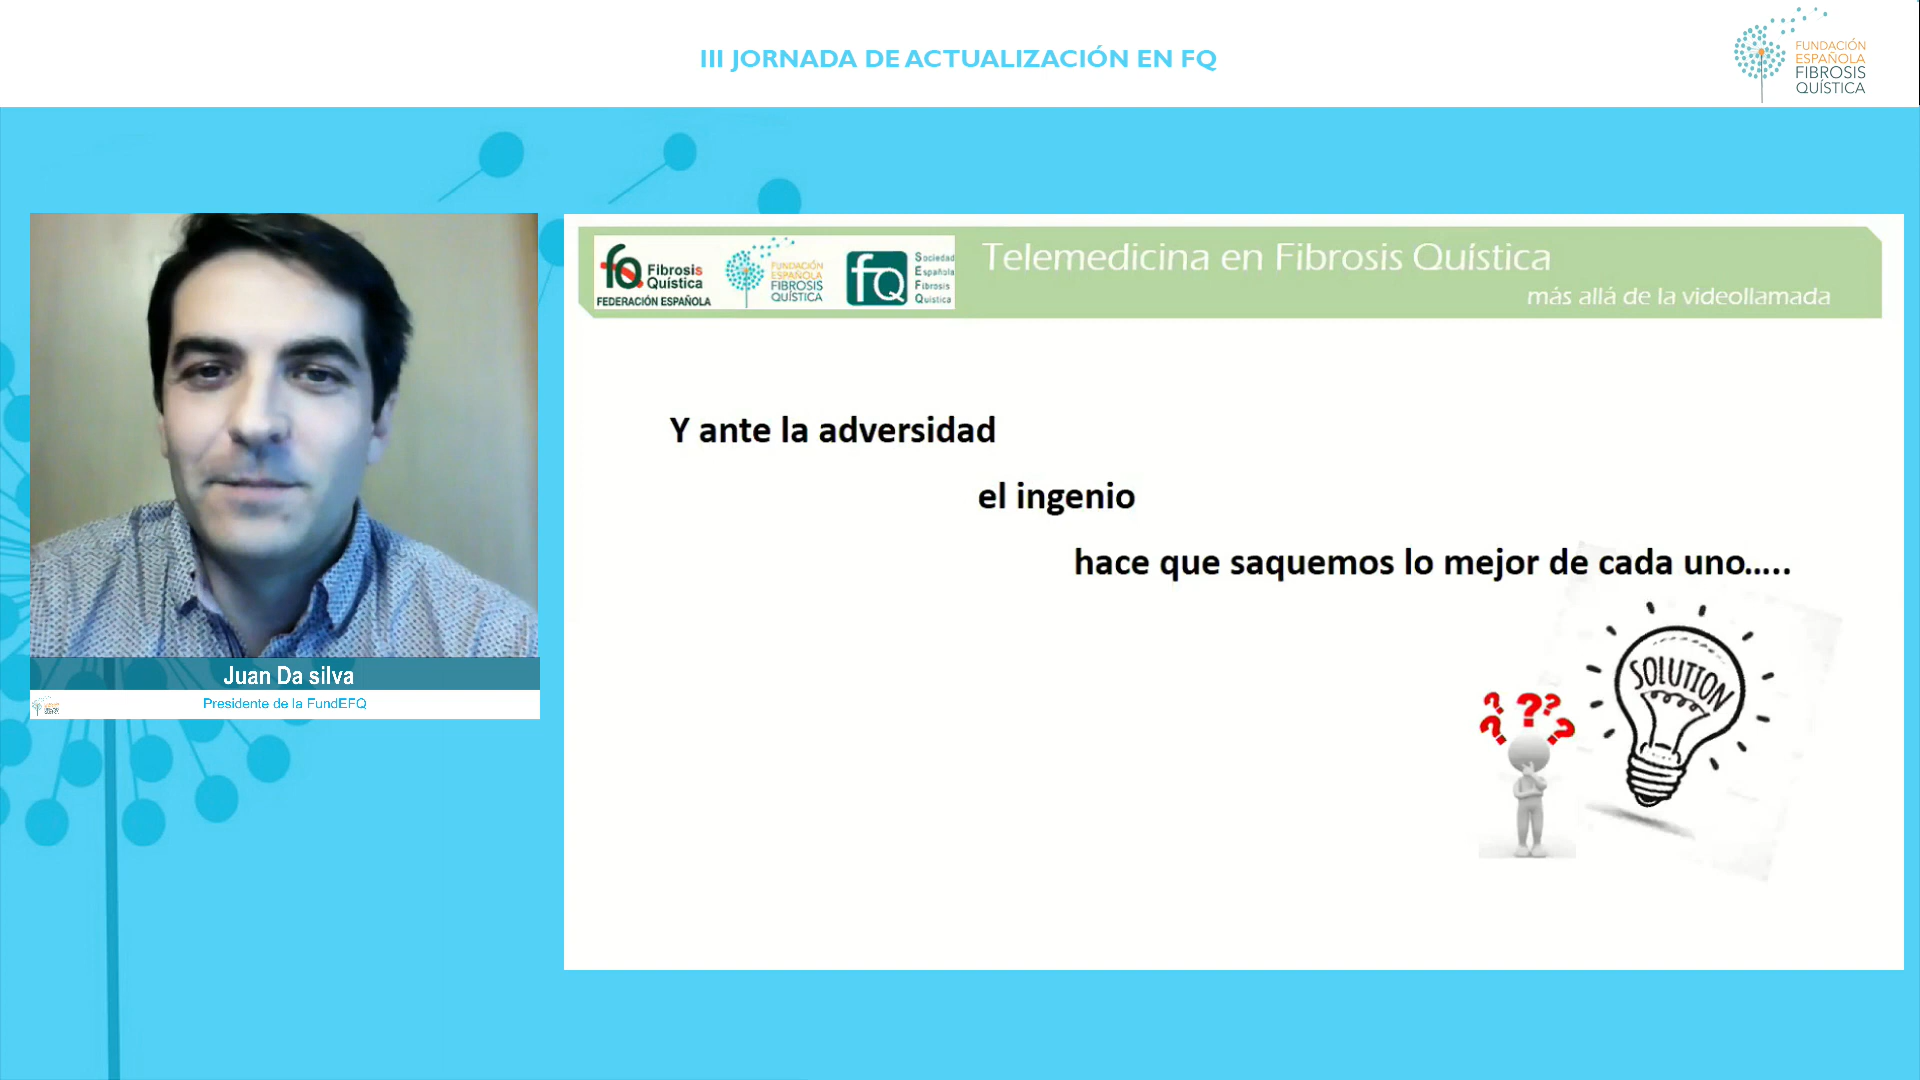 III JORNADA DE ACTUALIZACIÓN EN FQ
FUNDACIÓN
ESPAÑOLA
FIBROSIS
QUÍSTICA
fQ Fibrosis
Quística
FEDERACIÓN ESPAÑOLA
FUNDACIÓN
ESPAÑOLA
FIBROSIS
QUÍSTICA
fQ
Sociedad
Española
Fibrosis
Quística
Telemedicina en Fibrosis Quística
más allá de la videollamada
Y ante la adversidad
el ingenio
hace que saquemos lo mejor de cada uno.....
SOLUTION
? ? ? ? ?
Juan Da silva
Presidente de la FundEFQ